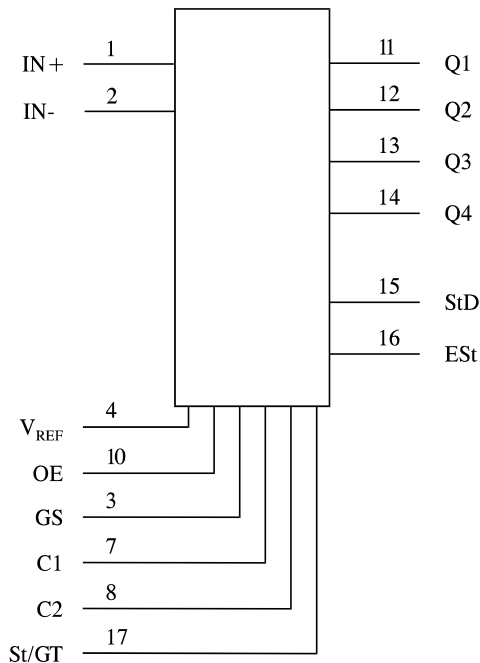 IN+ 1 11 Q1
IN- 2 12 Q2
13 Q3
14 Q4
15 StD
16 ESt
VREF 4
OE 10
GS 3
C1 7
C2 8
St/GT 17